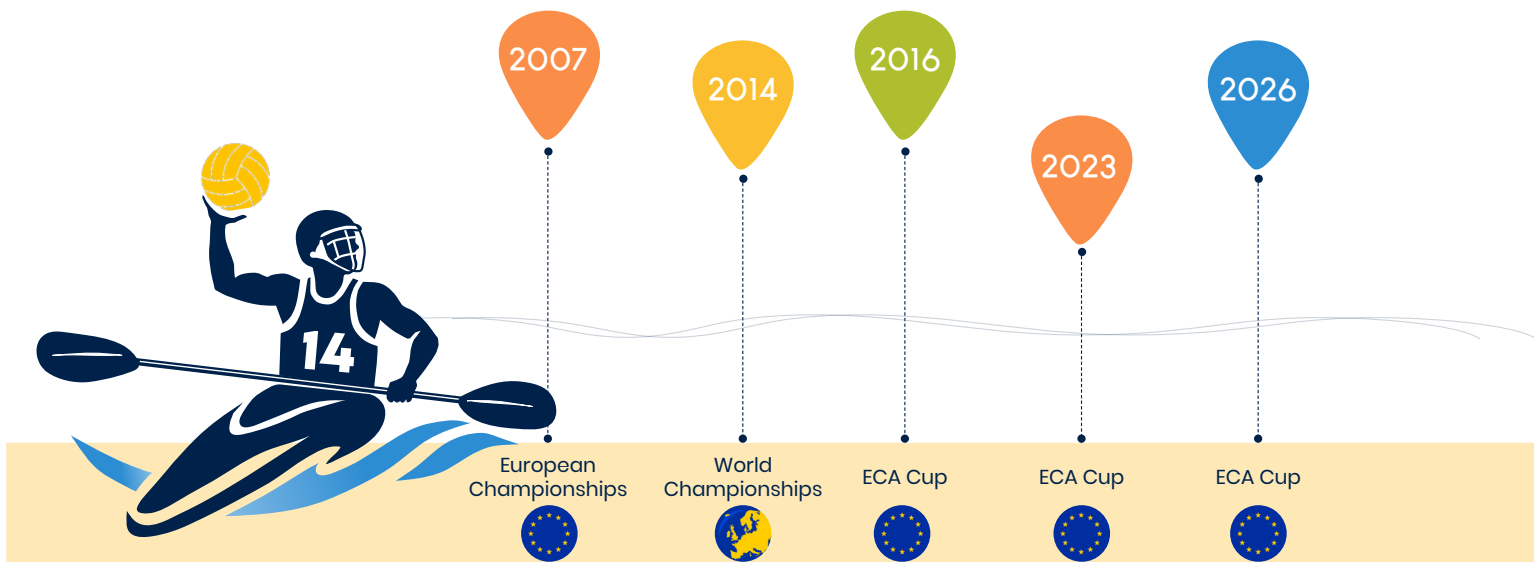 2007
2014
2016
2023
2026
14
European
Championships
World
Championships
ECA Cup
ECA Cup
ECA Cup